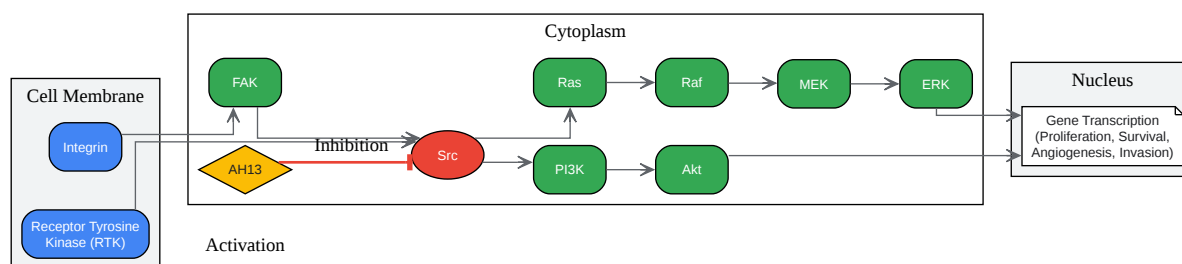 Cytoplasm
Cell Membrane
Integrin
Receptor Tyrosine
Kinase (RTK)
FAK
Inhibition
AH13
Src
Ras
Raf
MEK
ERK
PI3K
Akt
Nucleus
Gene Transcription
(Proliferation, Survival,
Angiogenesis, Invasion)
Activation